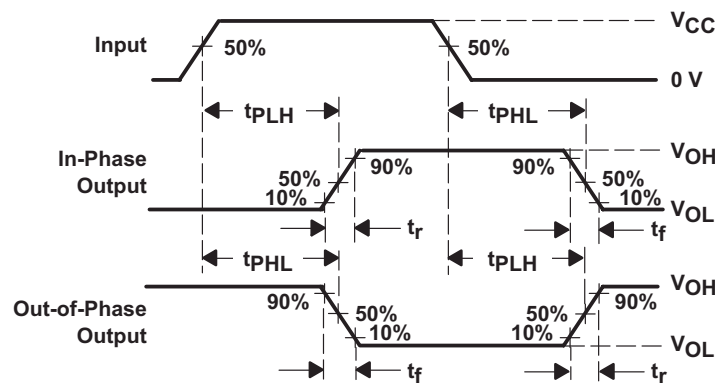 VCC
Input
50%
50%
0 V
tPLH
tPHL
VOH
In-Phase
Output
90%
90%
50%
50%
10%
10%
VOL
tr
tf
tPHL
tPLH
VOH
90%
90%
Out-of-Phase
Output
50%
50%
10%
10%
VOL
tf
tr